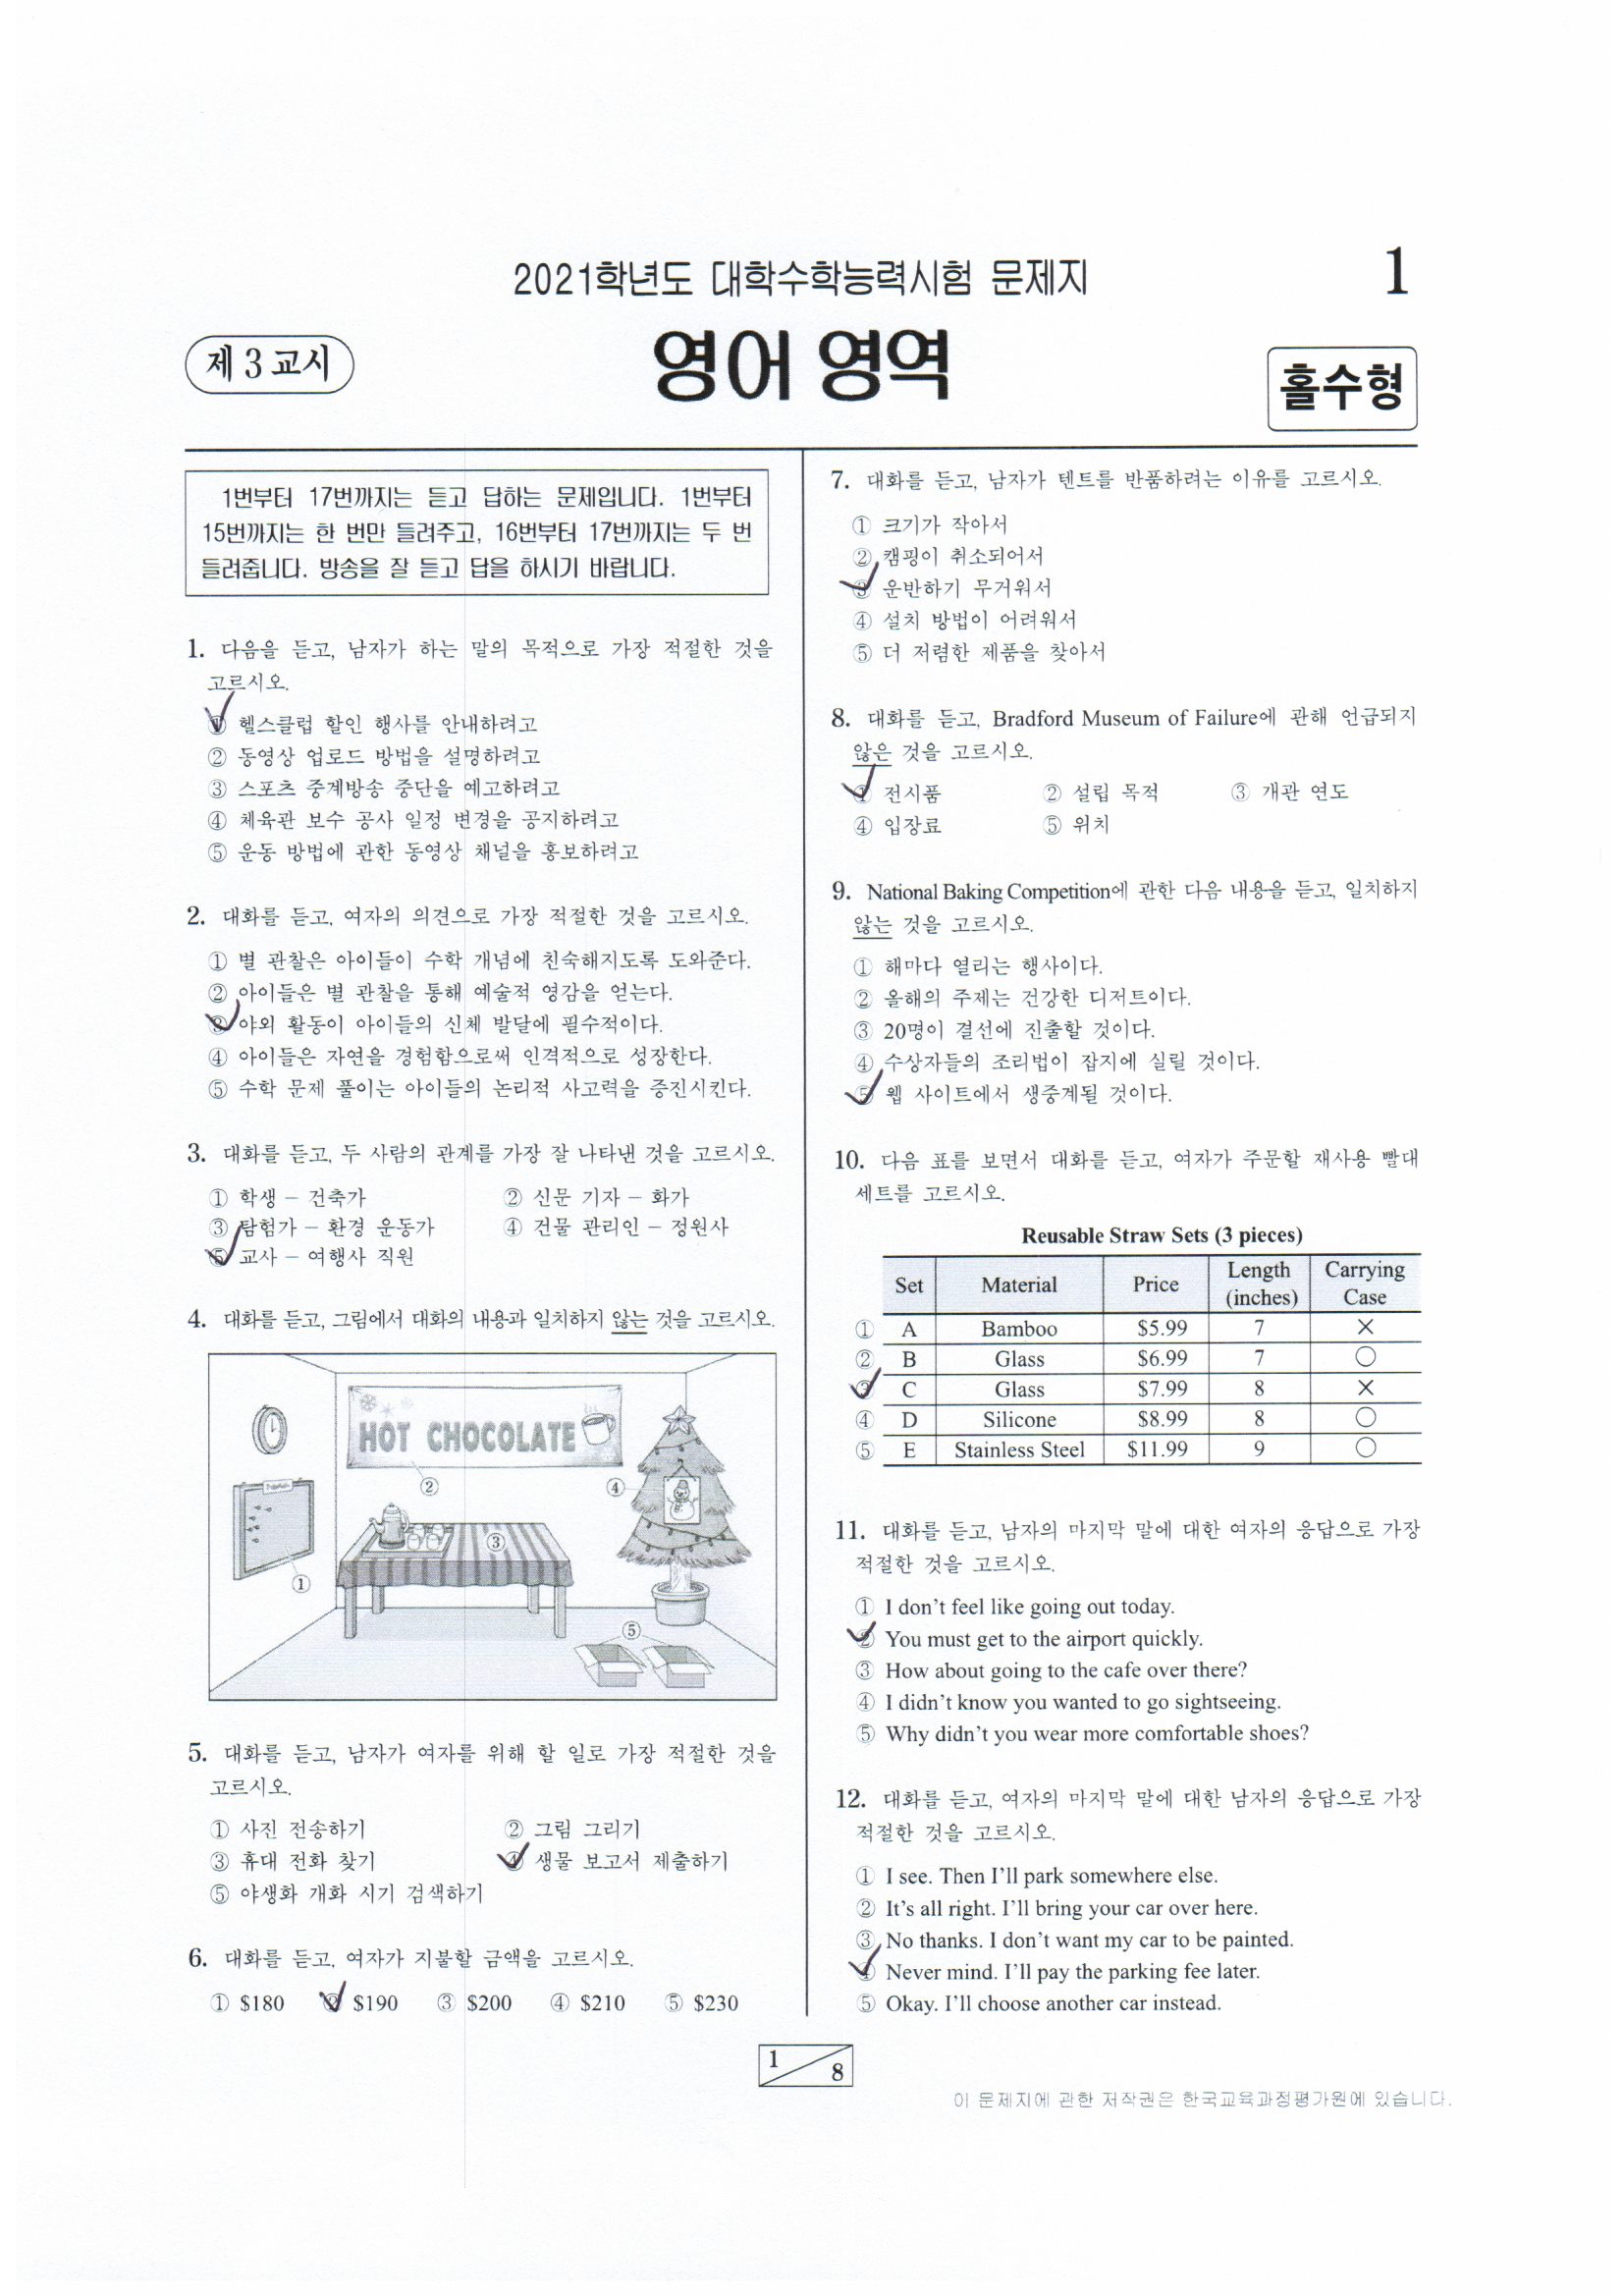 2021학년도 대학수학능력시험 문제지
1
제 3 교시
영어 영역
홀수형
1번부터 17번까지는 듣고 답하는 문제입니다. 1번부터
15번까지는 한 번만 들려주고, 16번부터 17번까지는 두 번
들려줍니다. 방송을 잘 듣고 답을 하시기 바랍니다.
1. 다음을 듣고, 남자가 하는 말의 목적으로 가장 적절한 것을
고르시오.
① 헬스클럽 할인 행사를 안내하려고
② 동영상 업로드 방법을 설명하려고
③ 스포츠 중계방송 중단을 예고하려고
④ 체육관 보수 공사 일정 변경을 공지하려고
⑤ 운동 방법에 관한 동영상 채널을 홍보하려고
2. 대화를 듣고, 여자의 의견으로 가장 적절한 것을 고르시오.
① 별 관찰은 아이들이 수학 개념에 친숙해지도록 도와준다.
② 아이들은 별 관찰을 통해 예술적 영감을 얻는다.
③ 야외 활동이 아이들의 신체 발달에 필수적이다.
④ 아이들은 자연을 경험함으로써 인격적으로 성장한다.
⑤ 수학 문제 풀이는 아이들의 논리적 사고력을 증진시킨다.
3. 대화를 듣고, 두 사람의 관계를 가장 잘 나타낸 것을 고르시오.
① 학생 – 건축가 ② 신문 기자 – 화가
③ 탐험가 – 환경 운동가 ④ 건물 관리인 – 정원사
⑤ 교사 – 여행사 직원
4. 대화를 듣고, 그림에서 대화의 내용과 일치하지 않는 것을 고르시오.
HOT CHOCOLATE
②
④
③
①
⑤
5. 대화를 듣고, 남자가 여자를 위해 할 일로 가장 적절한 것을
고르시오.
① 사진 전송하기 ② 그림 그리기
③ 휴대 전화 찾기 ④ 생물 보고서 제출하기
⑤ 야생화 개화 시기 검색하기
6. 대화를 듣고, 여자가 지불할 금액을 고르시오.
① $180 ② $190 ③ $200 ④ $210 ⑤ $230
7. 대화를 듣고, 남자가 텐트를 반품하려는 이유를 고르시오.
① 크기가 작아서
② 캠핑이 취소되어서
③ 운반하기 무거워서
④ 설치 방법이 어려워서
⑤ 더 저렴한 제품을 찾아서
8. 대화를 듣고, Bradford Museum of Failure에 관해 언급되지
않은 것을 고르시오.
① 전시품 ② 설립 목적 ③ 개관 연도
④ 입장료 ⑤ 위치
9. National Baking Competition에 관한 다음 내용을 듣고, 일치하지
않는 것을 고르시오.
① 해마다 열리는 행사이다.
② 올해의 주제는 건강한 디저트이다.
③ 20명이 결선에 진출할 것이다.
④ 수상자들의 조리법이 잡지에 실릴 것이다.
⑤ 웹 사이트에서 생중계될 것이다.
10. 다음 표를 보면서 대화를 듣고, 여자가 주문할 재사용 빨대
세트를 고르시오.
Reusable Straw Sets (3 pieces)
Set Material Price Length (inches) Carrying Case
① A Bamboo $5.99 7 ×
② B Glass $6.99 7 ○
③ C Glass $7.99 8 ×
④ D Silicone $8.99 8 ○
⑤ E Stainless Steel $11.99 9 ○
11. 대화를 듣고, 남자의 마지막 말에 대한 여자의 응답으로 가장
적절한 것을 고르시오.
① I don't feel like going out today.
② You must get to the airport quickly.
③ How about going to the cafe over there?
④ I didn't know you wanted to go sightseeing.
⑤ Why didn't you wear more comfortable shoes?
12. 대화를 듣고, 여자의 마지막 말에 대한 남자의 응답으로 가장
적절한 것을 고르시오.
① I see. Then I'll park somewhere else.
② It's all right. I'll bring your car over here.
③ No thanks. I don't want my car to be painted.
④ Never mind. I'll pay the parking fee later.
⑤ Okay. I'll choose another car instead.
1 8
이 문제지에 관한 저작권은 한국교육과정평가원에 있습니다.